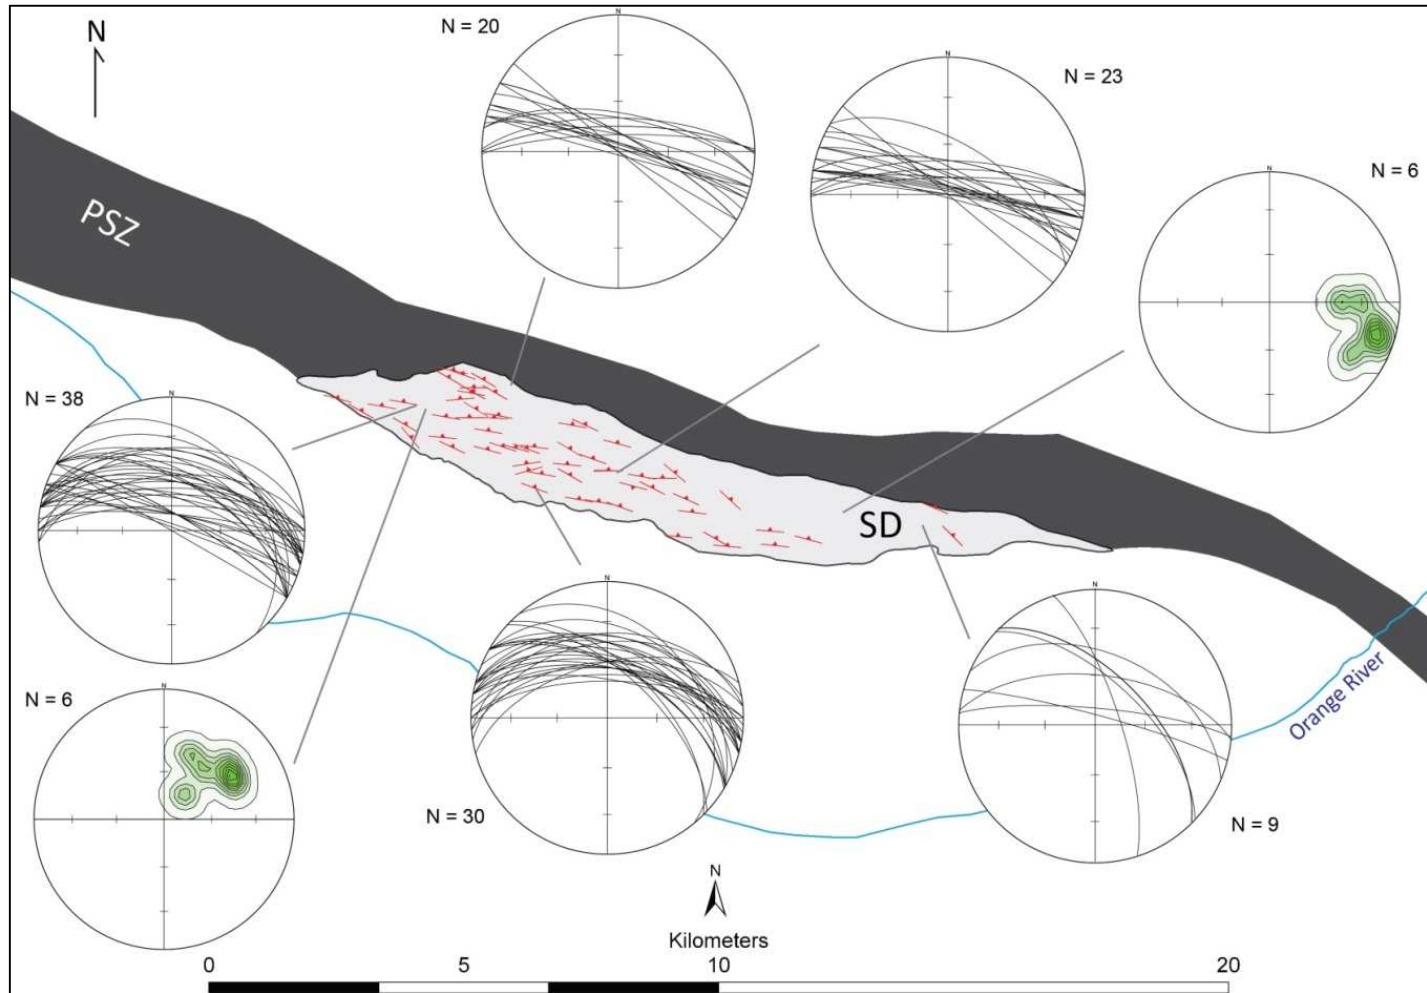 N
N = 20
N
N = 23
N
N = 6
N
PSZ
N = 38
N
SD
N = 6
N
N
N = 30
N
N = 9
Orange River
N
Kilometers
0 5 10 20